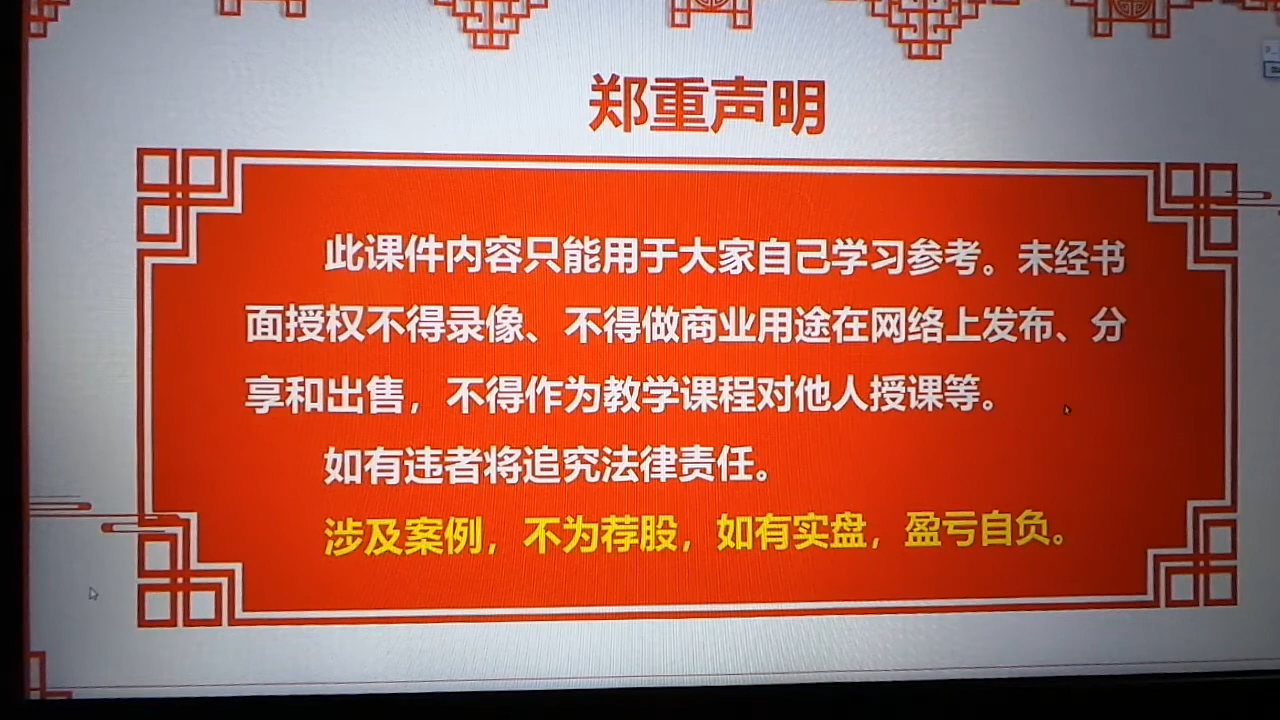 郑重声明
此课件内容只能用于大家自己学习参考。未经书
面授权不得录像、不得做商业用途在网络上发布、分
享和出售，不得作为教学课程对他人授课等。
如有违者将追究法律责任。
涉及案例，不为荐股，如有实盘，盈亏自负。